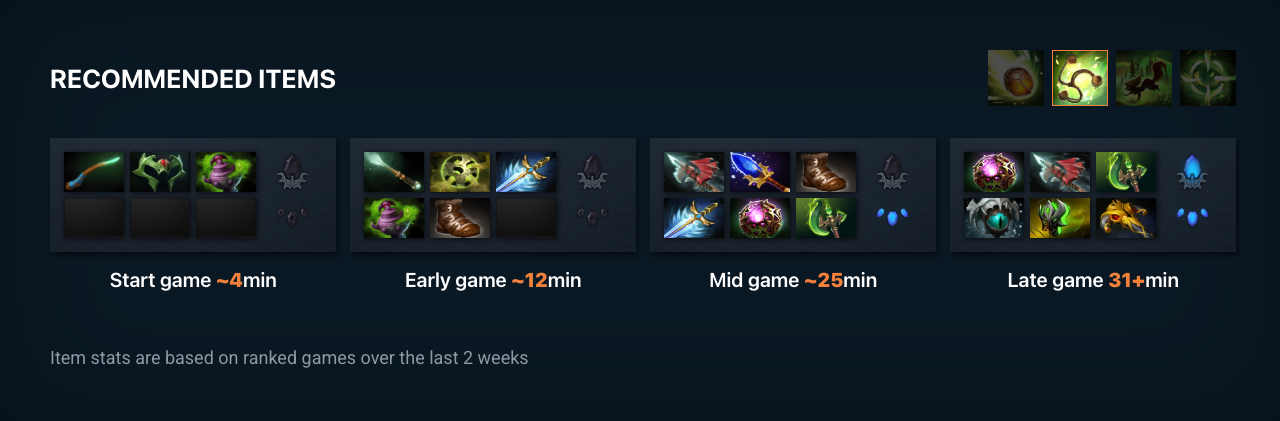 RECOMMENDED ITEMS
Start game ~4min
Early game ~12min
Mid game ~25min
Late game 31+min
Item stats are based on ranked games over the last 2 weeks